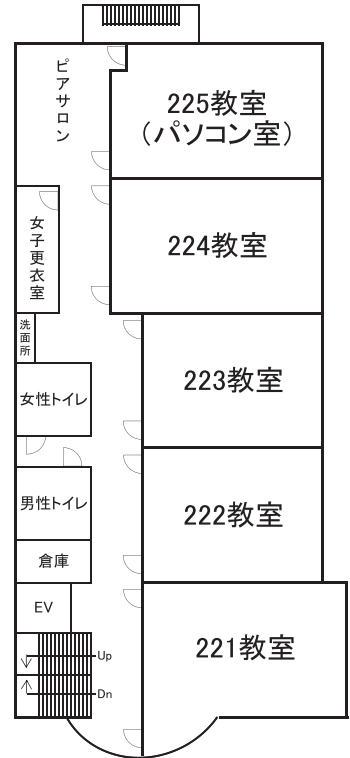 ピアサロン
225教室
（パソコン室）
224教室
女子更衣室
洗面所
223教室
女性トイレ
222教室
男性トイレ
倉庫
EV
221教室
Up
Dn